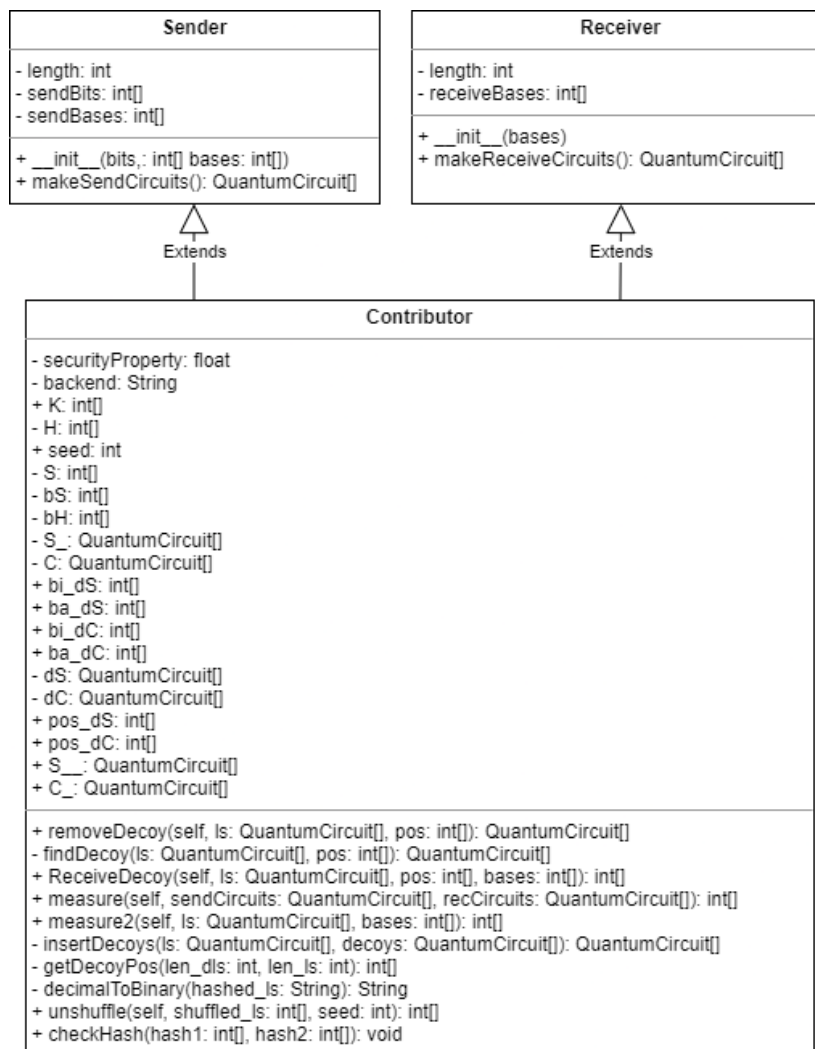 Sender
- length: int
- sendBits: int[]
- sendBases: int[]
+ __init__(bits,: int[] bases: int[])
+ makeSendCircuits(): QuantumCircuit[]
Receiver
- length: int
- receiveBases: int[]
+ __init__(bases)
+ makeReceiveCircuits(): QuantumCircuit[]
Extends
Extends
Contributor
- securityProperty: float
- backend: String
+ K: int[]
- H: int[]
+ seed: int
- S: int[]
- bS: int[]
- bH: int[]
- S_: QuantumCircuit[]
- C: QuantumCircuit[]
+ bi_dS: int[]
+ ba_dS: int[]
+ bi_dC: int[]
+ ba_dC: int[]
- dS: QuantumCircuit[]
- dC: QuantumCircuit[]
+ pos_dS: int[]
+ pos_dC: int[]
+ S__: QuantumCircuit[]
+ C_: QuantumCircuit[]
+ removeDecoy(self, ls: QuantumCircuit[], pos: int[]): QuantumCircuit[]
- findDecoy(ls: QuantumCircuit[], pos: int[]): QuantumCircuit[]
+ ReceiveDecoy(self, ls: QuantumCircuit[], pos: int[], bases: int[]): int[]
+ measure(self, sendCircuits: QuantumCircuit[], recCircuits: QuantumCircuit[]): int[]
+ measure2(self, ls: QuantumCircuit[], bases: int[]): int[]
- insertDecoys(ls: QuantumCircuit[], decoys: QuantumCircuit[]): QuantumCircuit[]
- getDecoyPos(len_dls: int, len_ls: int): int[]
- decimalToBinary(hashed_ls: String): String
+ unshuffle(self, shuffled_ls: int[], seed: int): int[]
+ checkHash(hash1: int[], hash2: int[]): void